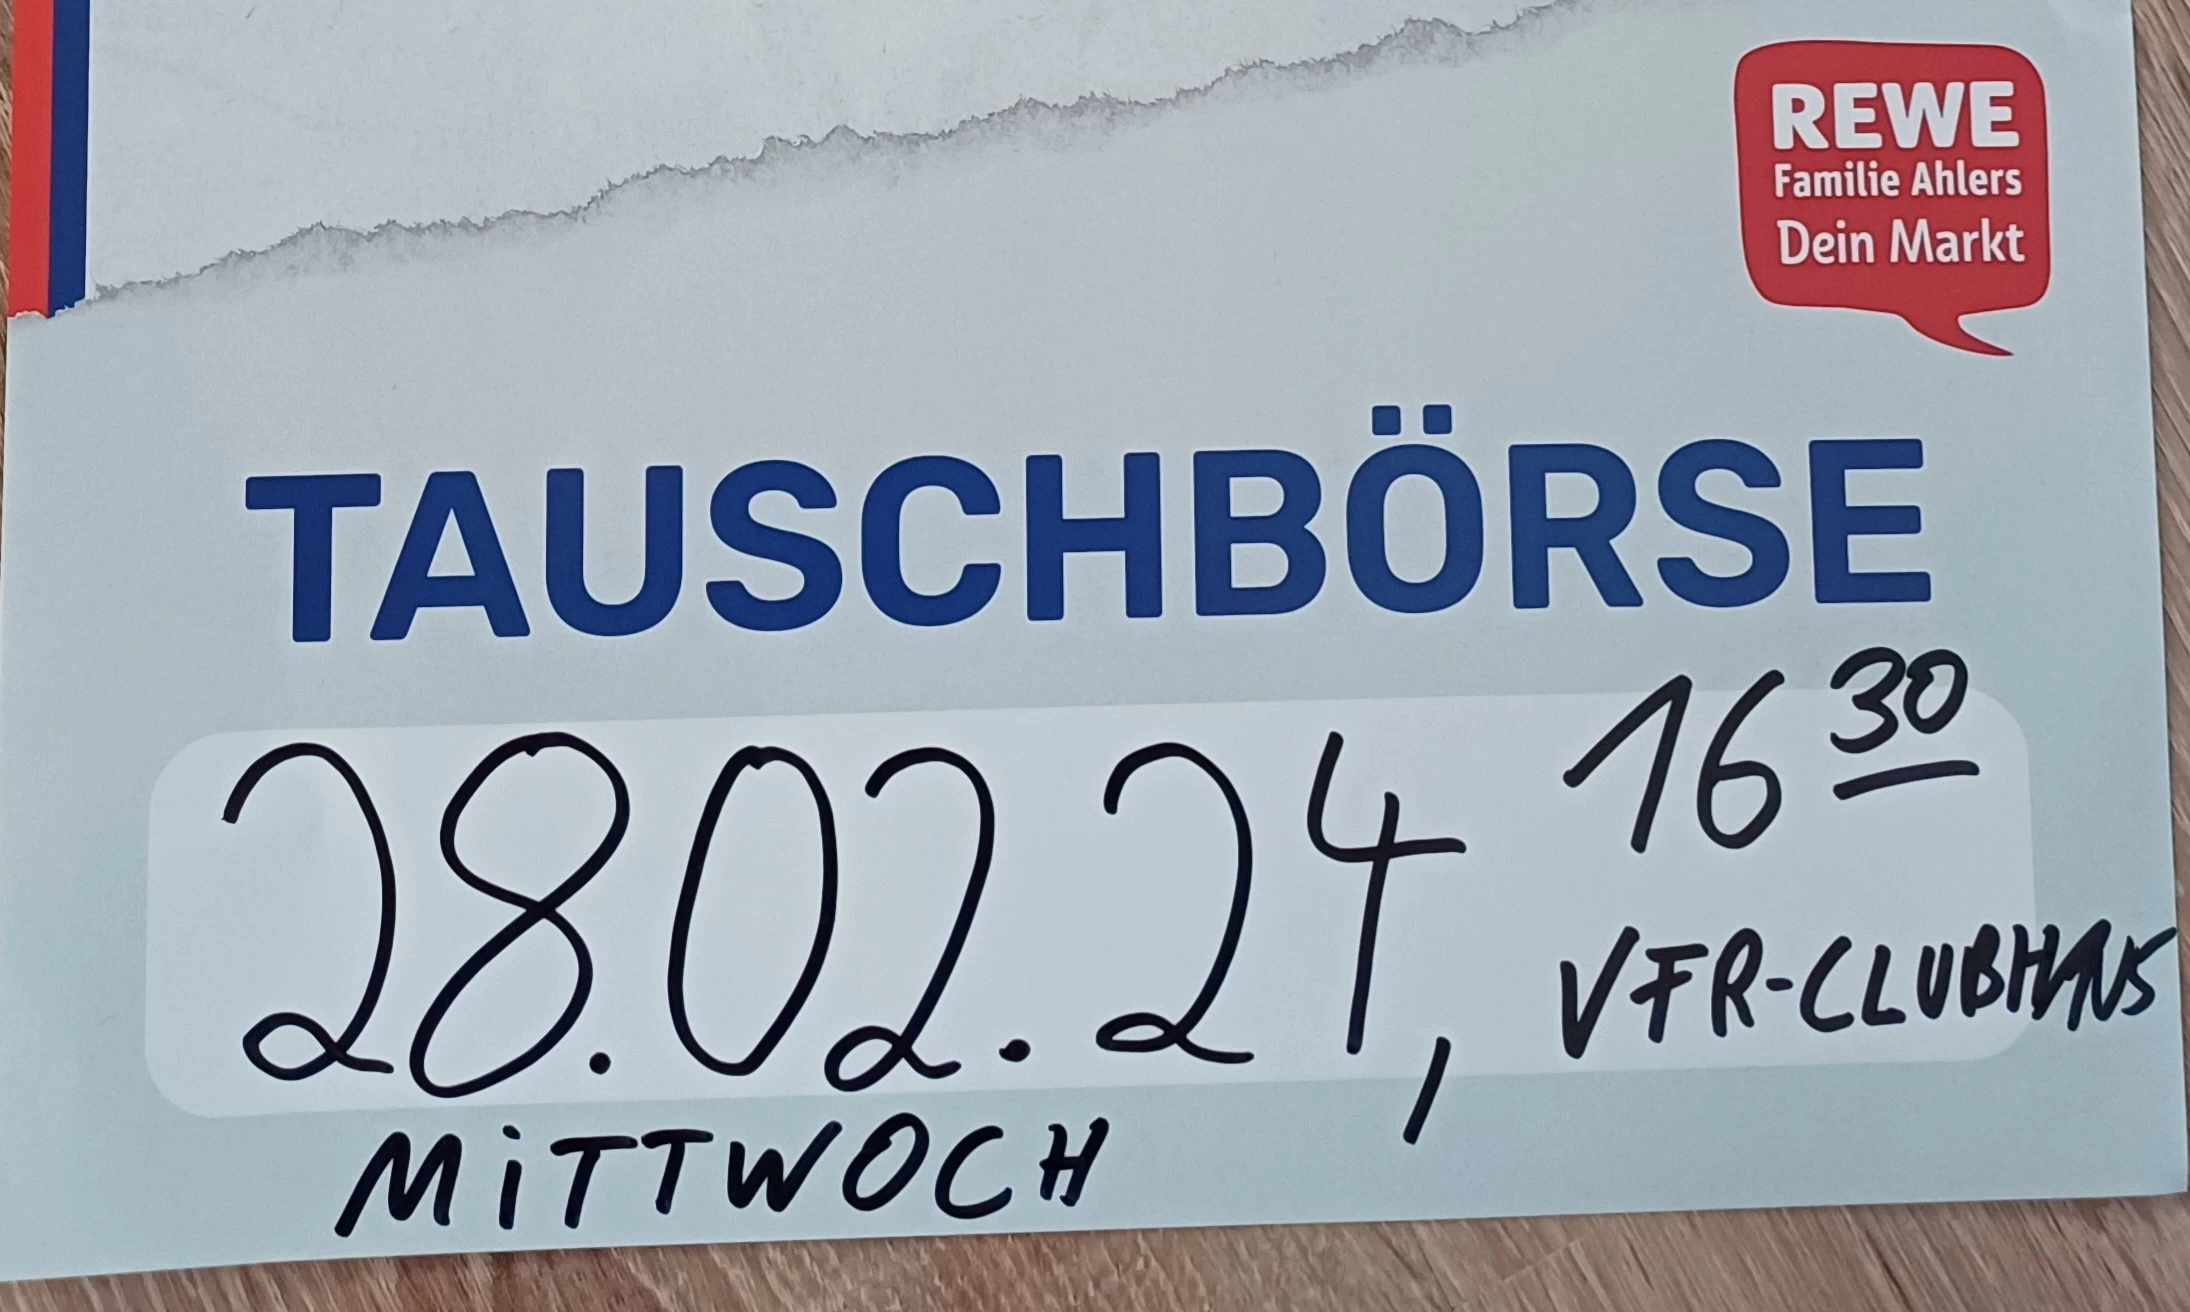 REWE
Familie Ahlers
Dein Markt
TAUSCHBÖRSE
28.02.24, 16 30
VFR-CLUBHAUS
MiTTWOCH